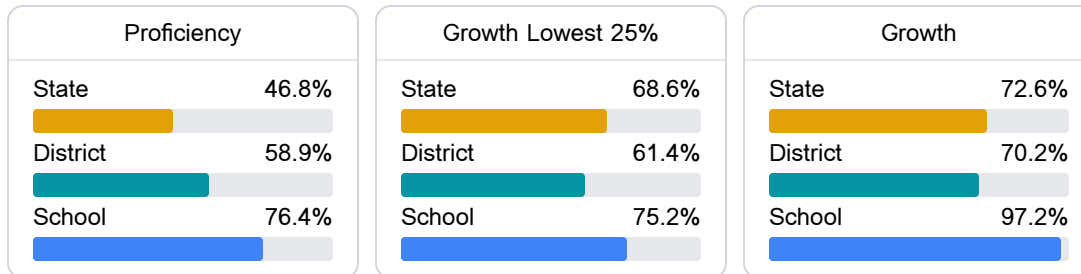 Proficiency
State 46.8%
District 58.9%
School 76.4%
Growth Lowest 25%
State 68.6%
District 61.4%
School 75.2%
Growth
State 72.6%
District 70.2%
School 97.2%